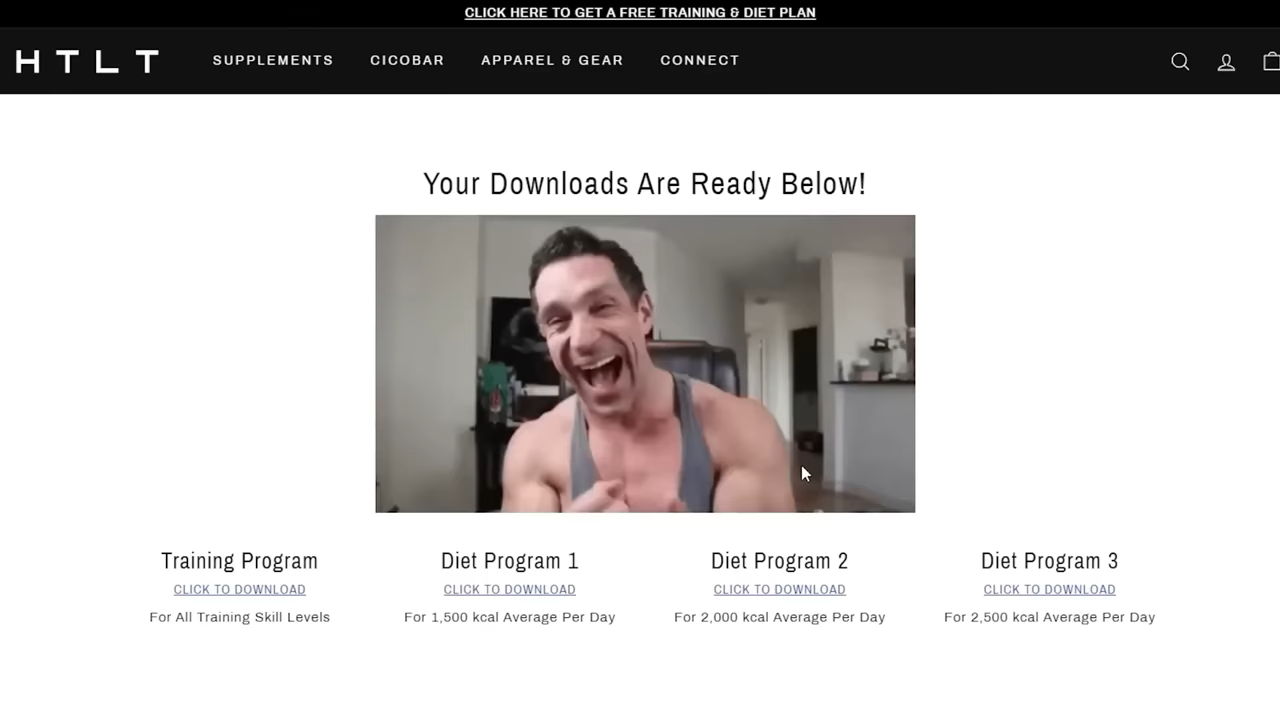 CLICK HERE TO GET A FREE TRAINING & DIET PLAN
HTLT SUPPLEMENTS CICOBAR APPAREL & GEAR CONNECT
Your Downloads Are Ready Below!
Training Program Diet Program 1 Diet Program 2 Diet Program 3
CLICK TO DOWNLOAD CLICK TO DOWNLOAD CLICK TO DOWNLOAD CLICK TO DOWNLOAD
For All Training Skill Levels For 1,500 kcal Average Per Day For 2,000 kcal Average Per Day For 2,500 kcal Average Per Day